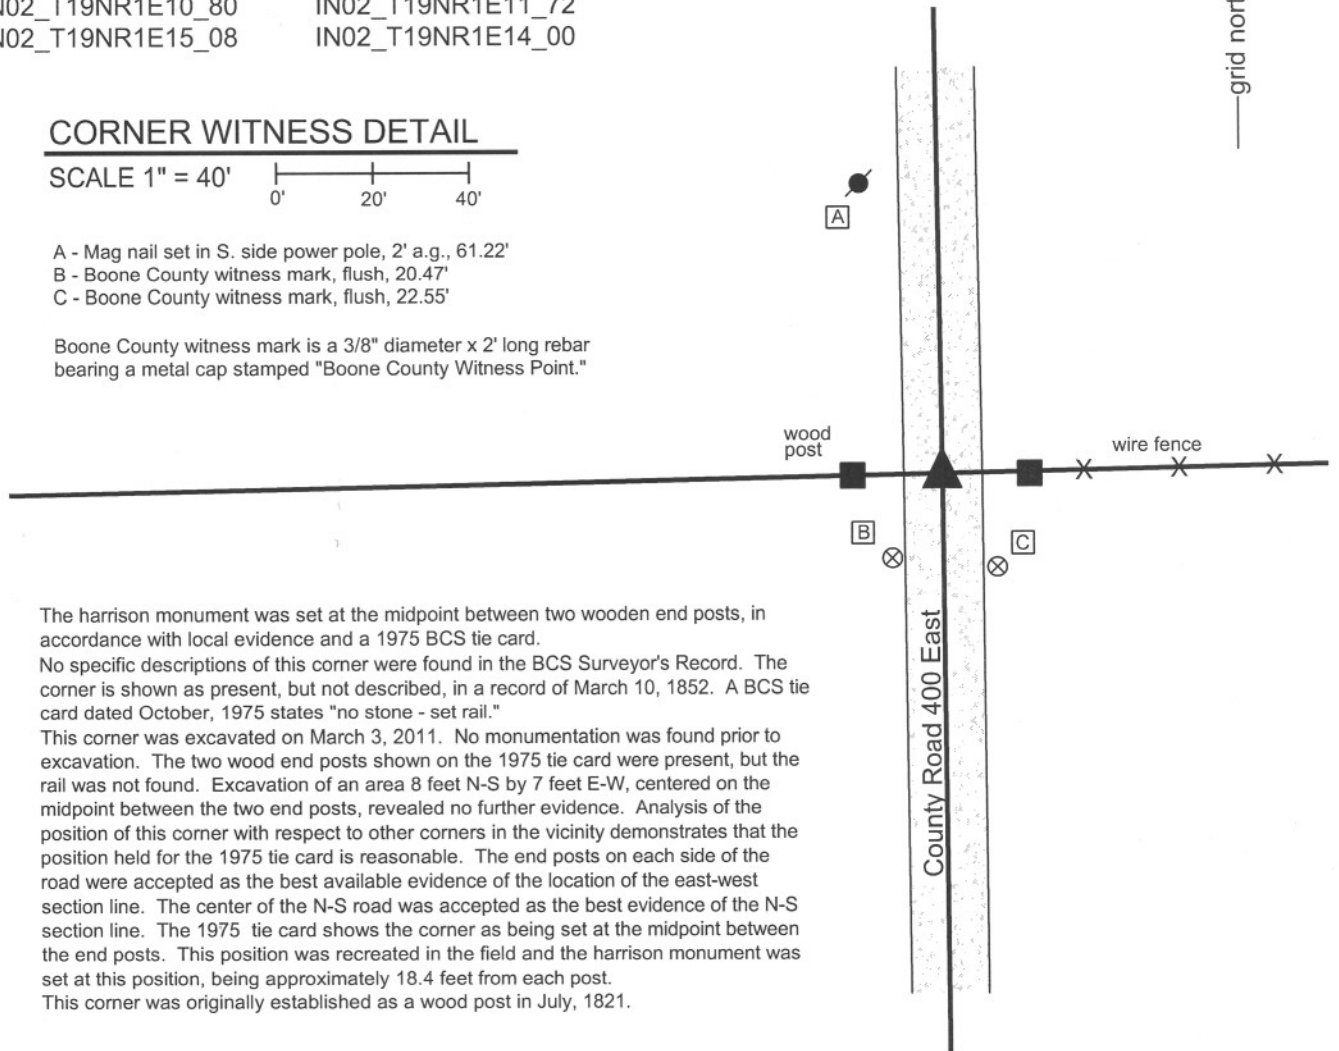 T19NR1E10_80 IN02_T19NR1E11_72
T19NR1E15_08 IN02_T19NR1E14_00
grid
CORNER WITNESS DETAIL
SCALE 1" = 40'
0' 20' 40'
A
A - Mag nail set in S. side power pole, 2' a.g., 61.22'
B - Boone County witness mark, flush, 20.47'
C - Boone County witness mark, flush, 22.55'
Boone County witness mark is a 3/8" diameter x 2' long rebar
bearing a metal cap stamped "Boone County Witness Point."
wood
post
wire fence
X X X
B
C
The harrison monument was set at the midpoint between two wooden end posts, in
accordance with local evidence and a 1975 BCS tie card.
No specific descriptions of this corner were found in the BCS Surveyor's Record. The
corner is shown as present, but not described, in a record of March 10, 1852. A BCS tie
card dated October, 1975 states "no stone - set rail."
This corner was excavated on March 3, 2011. No monumentation was found prior to
excavation. The two wood end posts shown on the 1975 tie card were present, but the
rail was not found. Excavation of an area 8 feet N-S by 7 feet E-W, centered on the
midpoint between the two end posts, revealed no further evidence. Analysis of the
position of this corner with respect to other corners in the vicinity demonstrates that the
position held for the 1975 tie card is reasonable. The end posts on each side of the
road were accepted as the best available evidence of the location of the east-west
section line. The center of the N-S road was accepted as the best evidence of the N-S
section line. The 1975 tie card shows the corner as being set at the midpoint between
the end posts. This position was recreated in the field and the harrison monument was
set at this position, being approximately 18.4 feet from each post.
This corner was originally established as a wood post in July, 1821.
County Road 400 East